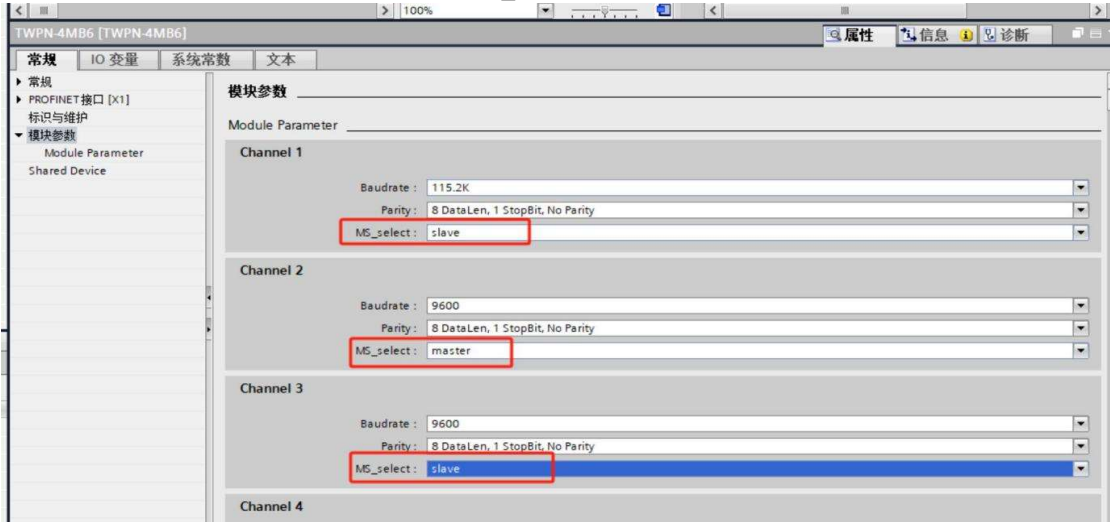 100%
TWPN-4MB6 [TWPN-4MB6]
属性 信息 诊断
常规 IO 变量 系统常数 文本
常规
PROFINET接口 [X1]
标识与维护
模块参数
Module Parameter
Shared Device
模块参数
Module Parameter
Channel 1
Baudrate : 115.2K
Parity : 8 DataLen, 1 StopBit, No Parity
MS_select : slave
Channel 2
Baudrate : 9600
Parity : 8 DataLen, 1 StopBit, No Parity
MS_select : master
Channel 3
Baudrate : 9600
Parity : 8 DataLen, 1 StopBit, No Parity
MS_select : slave
Channel 4